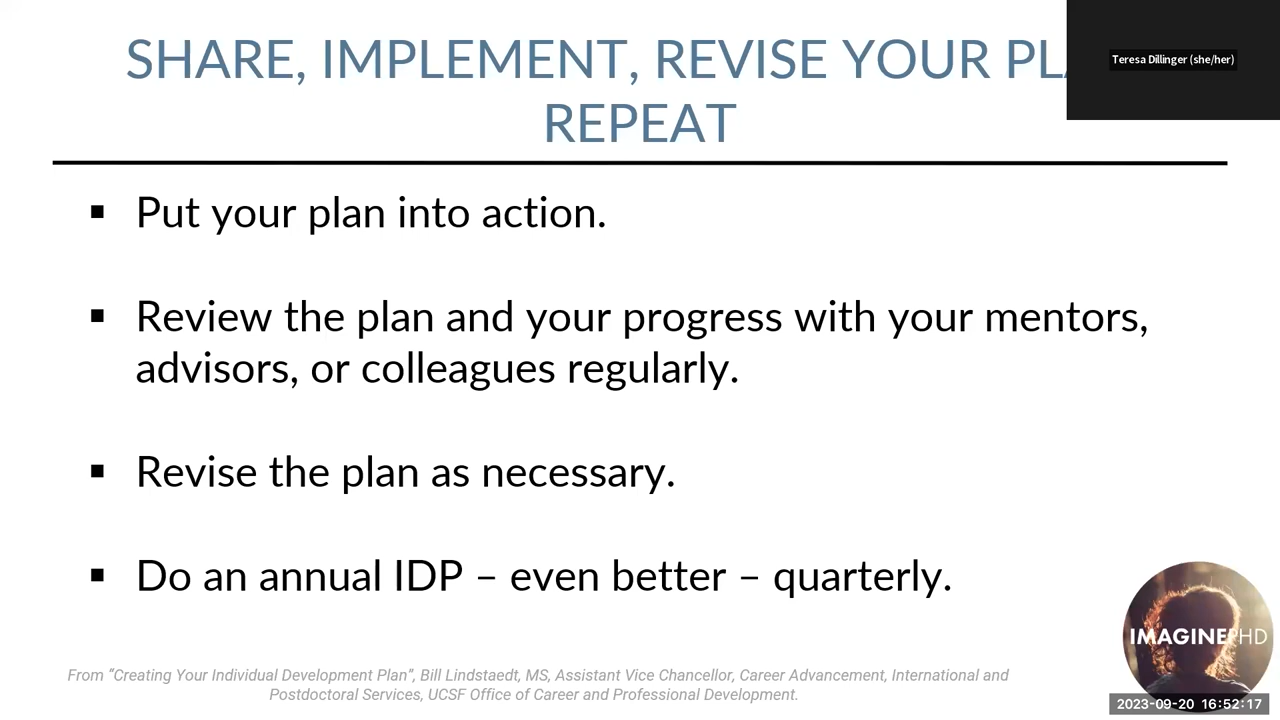 SHARE, IMPLEMENT, REVISE YOUR
REPEAT
Teresa Dillinger (she/her)
▪ Put your plan into action.
▪ Review the plan and your progress with your mentors,
advisors, or colleagues regularly.
▪ Revise the plan as necessary.
▪ Do an annual IDP – even better – quarterly.
IMAGINEPHD
From “Creating Your Individual Development Plan”, Bill Lindstaedt, MS, Assistant Vice Chancellor, Career Advancement, International and
Postdoctoral Services, UCSF Office of Career and Professional Development.
2023-09-20 16:52:17